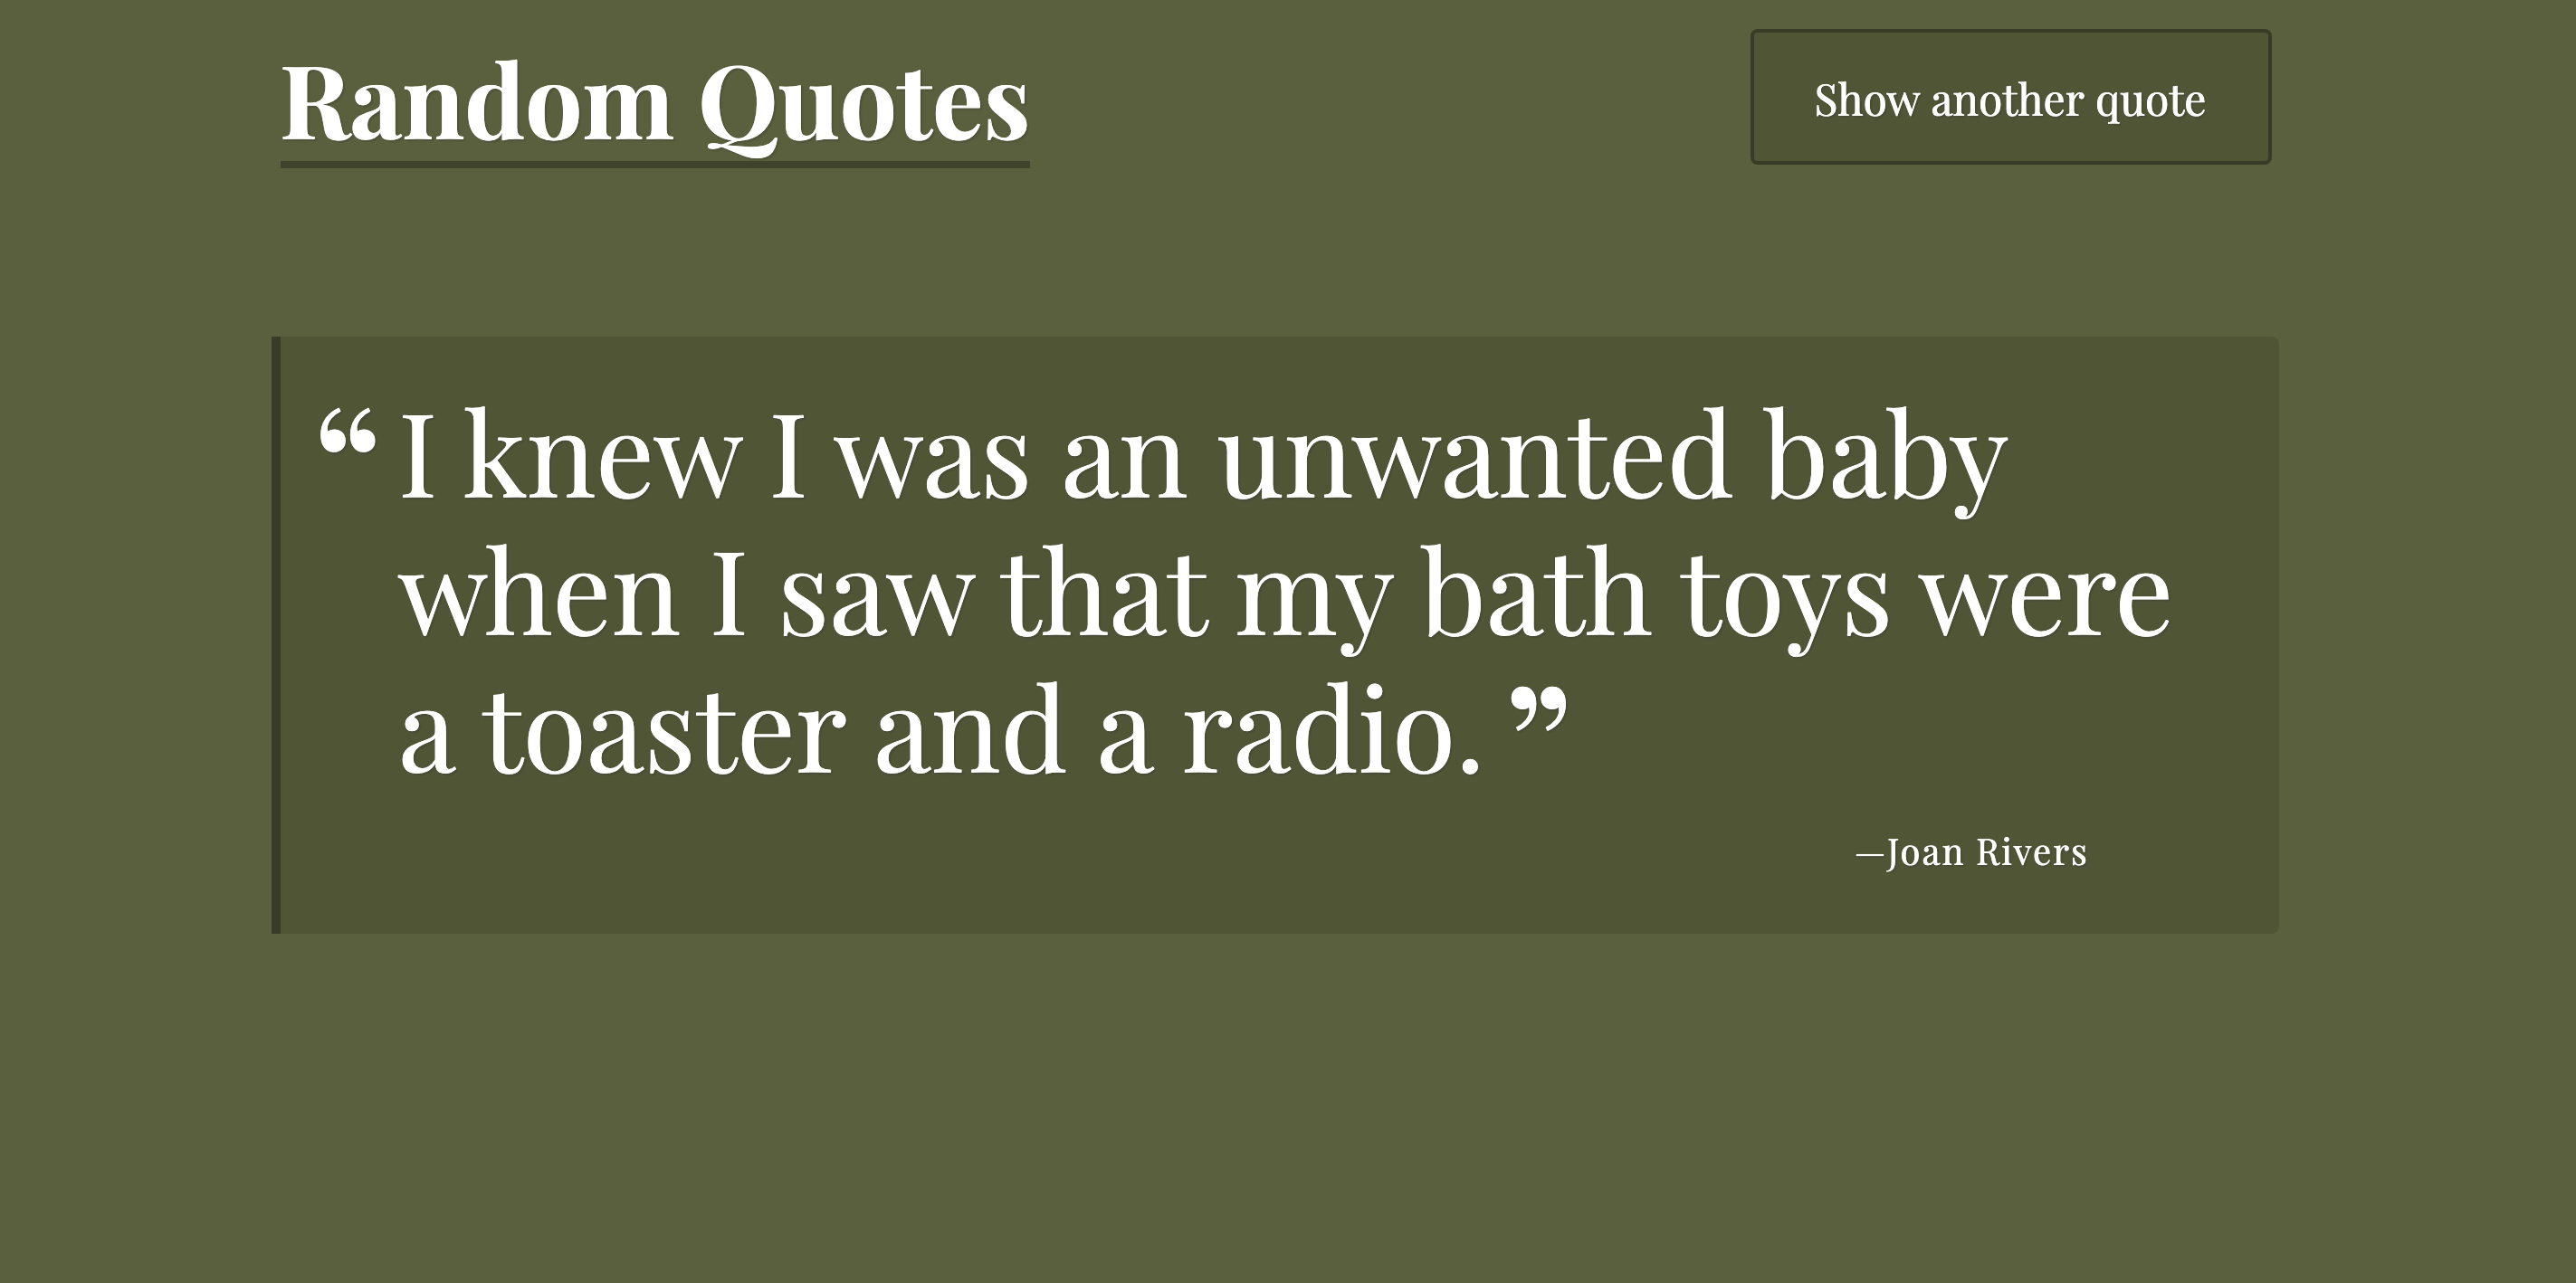 Random Quotes
Show another quote
“I knew I was an unwanted baby
when I saw that my bath toys were
a toaster and a radio.”
—Joan Rivers